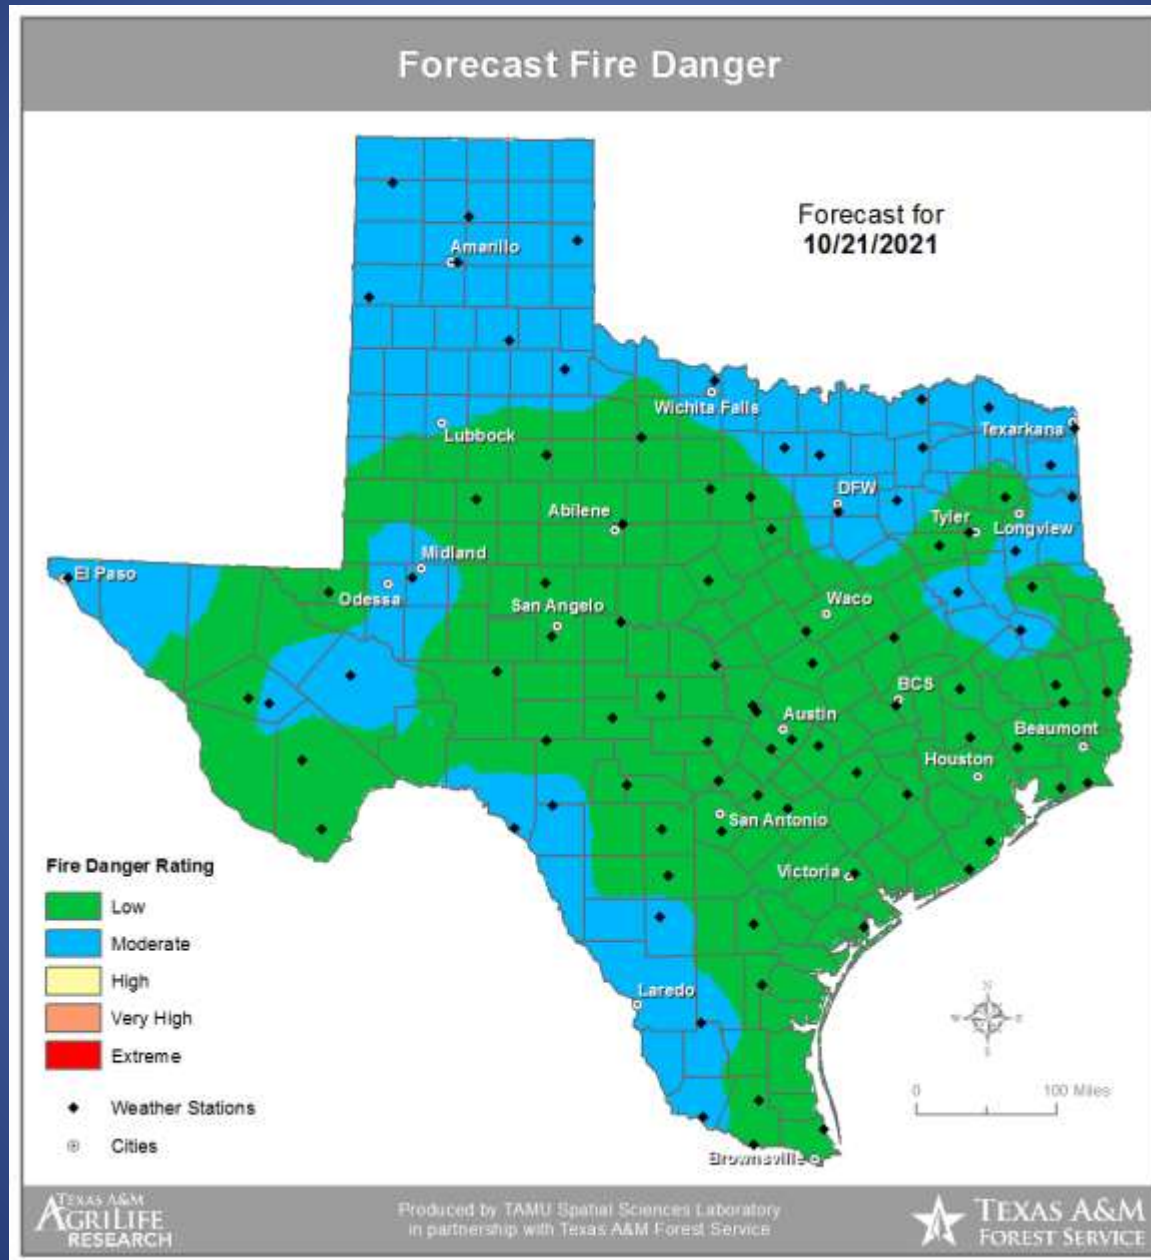 Forecast Fire Danger
Forecast for
10/21/2021
Amarillo
Wichita Falls
Lubbock
Texarkana
DFW
Abilene
Tyler
Longview
Midland
El Paso
Odessa
San Angelo
Waco
BCS
Austin
Beaumont
Houston
San Antonio
Victoria
Laredo
Brownsville
Fire Danger Rating
Low
Moderate
High
Very High
Extreme
Weather Stations
Cities
N
W E
S
0 100 Miles
TEXAS A&M
AGRILIFE
RESEARCH
Produced by TAMU Spatial Sciences Laboratory
in partnership with Texas A&M Forest Service
TEXAS A&M
FOREST SERVICE